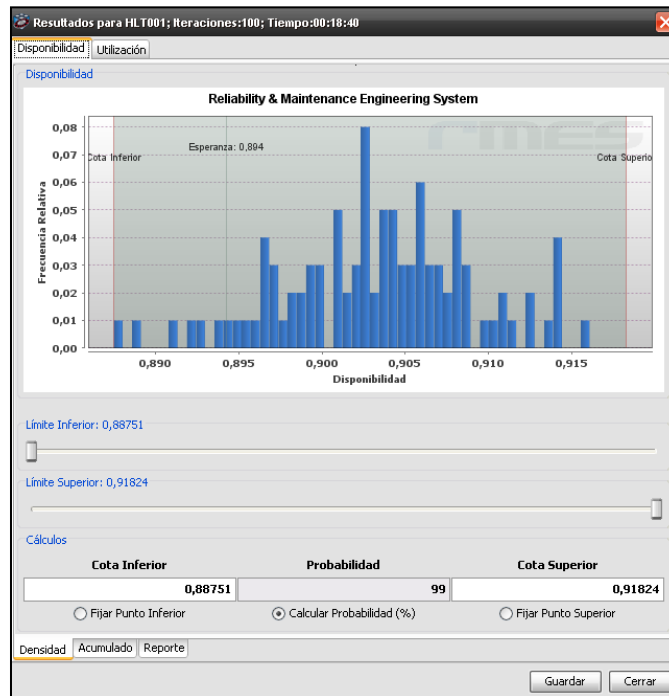 Resultados para HLT001; Iteraciones:100; Tiempo:00:18:40
Disponibilidad Utilización
Disponibilidad
Reliability & Maintenance Engineering System
rmes
0,08
0,07
0,06
0,05
0,04
0,03
0,02
0,01
0,00
Frecuencia Relativa
Cota Inferior
Esperanza: 0,894
Cota Superio
0,890 0,895 0,900 0,905 0,910 0,915
Disponibilidad
Límite Inferior: 0,88751
Límite Superior: 0,91824
Cálculos
Cota Inferior Probabilidad Cota Superior
0,88751 99 0,91824
Fijar Punto Inferior Calcular Probabilidad (%) Fijar Punto Superior
Densidad Acumulado Reporte
Guardar Cerrar